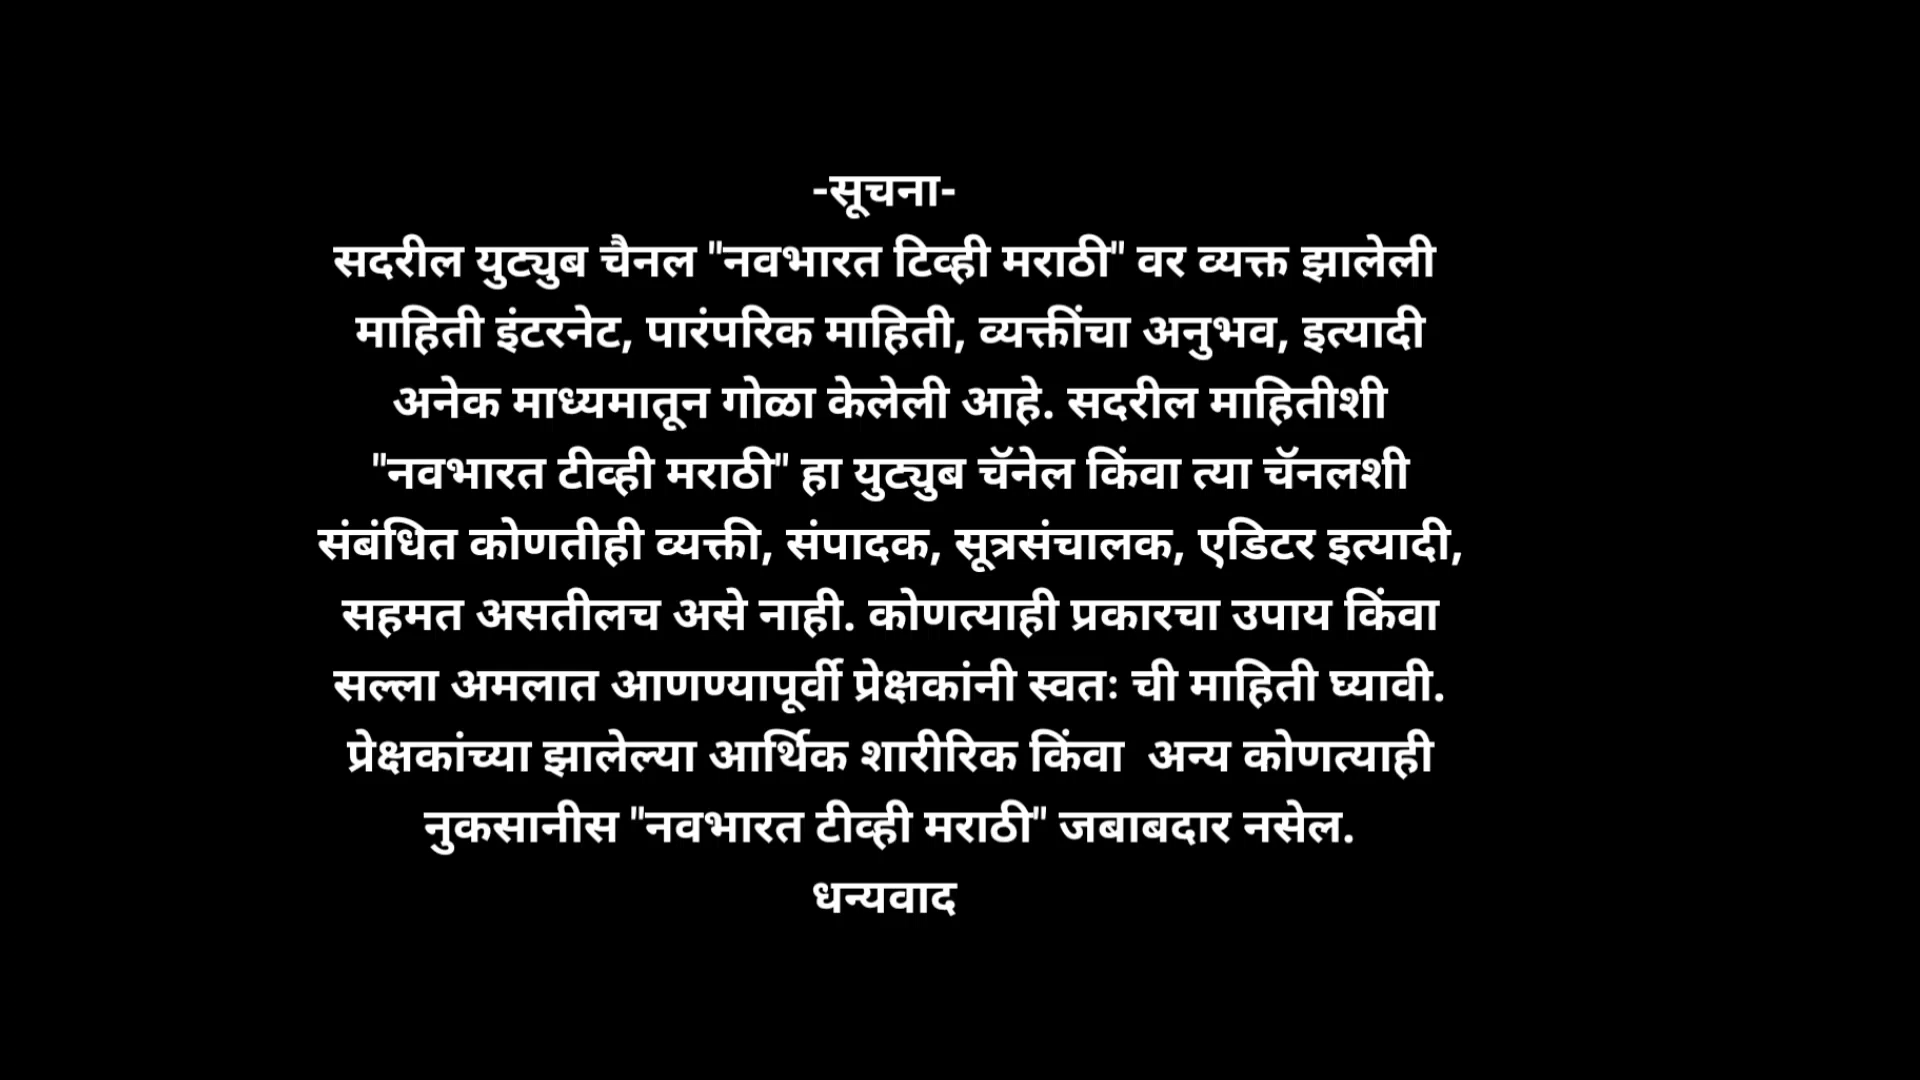 -सूचना-
सदरील युट्युब चैनल "नवभारत टिव्ही मराठी" वर व्यक्त झालेली
माहिती इंटरनेट, पारंपरिक माहिती, व्यक्तींचा अनुभव, इत्यादी
अनेक माध्यमातून गोळा केलेली आहे. सदरील माहितीशी
"नवभारत टीव्ही मराठी" हा युट्युब चॅनेल किंवा त्या चॅनलशी
संबंधित कोणतीही व्यक्ती, संपादक, सूत्रसंचालक, एडिटर इत्यादी,
सहमत असतीलच असे नाही. कोणत्याही प्रकारचा उपाय किंवा
सल्ला अमलात आणण्यापूर्वी प्रेक्षकांनी स्वतः ची माहिती घ्यावी.
प्रेक्षकांच्या झालेल्या आर्थिक शारीरिक किंवा  अन्य कोणत्याही
नुकसानीस "नवभारत टीव्ही मराठी" जबाबदार नसेल.
धन्यवाद